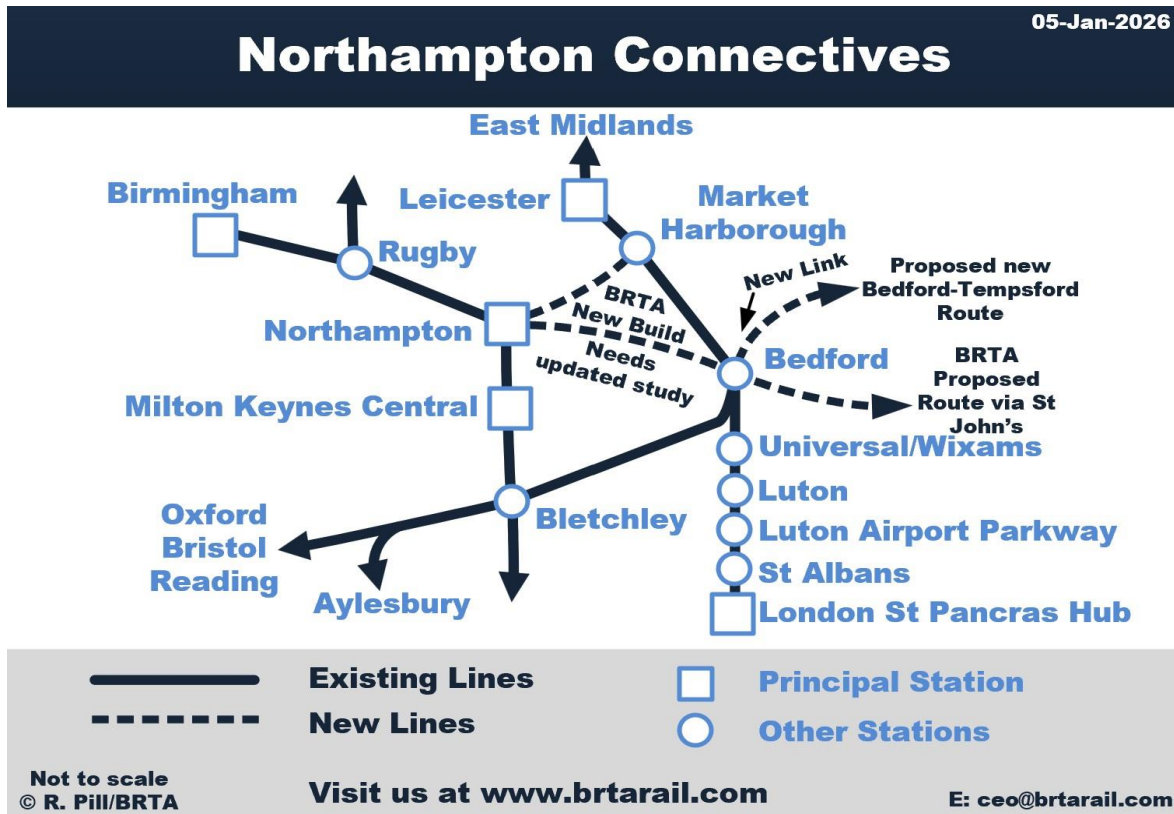 05-Jan-2026
Northampton Connectives
East Midlands
Birmingham
Leicester
Market
Harborough
Rugby
New Link
Proposed new
Bedford-Tempsford
Route
BRTA
New Build
Northampton
Needs
updated study
Bedford
BRTA
Proposed
Route via St
John's
Milton Keynes Central
Universal/Wixams
Luton
Oxford
Bristol
Reading
Bletchley
Luton Airport Parkway
St Albans
Aylesbury
London St Pancras Hub
Existing Lines
Principal Station
New Lines
Other Stations
Not to scale
© R. Pill/BRTA
Visit us at www.brtarail.com
E: ceo@brtarail.com